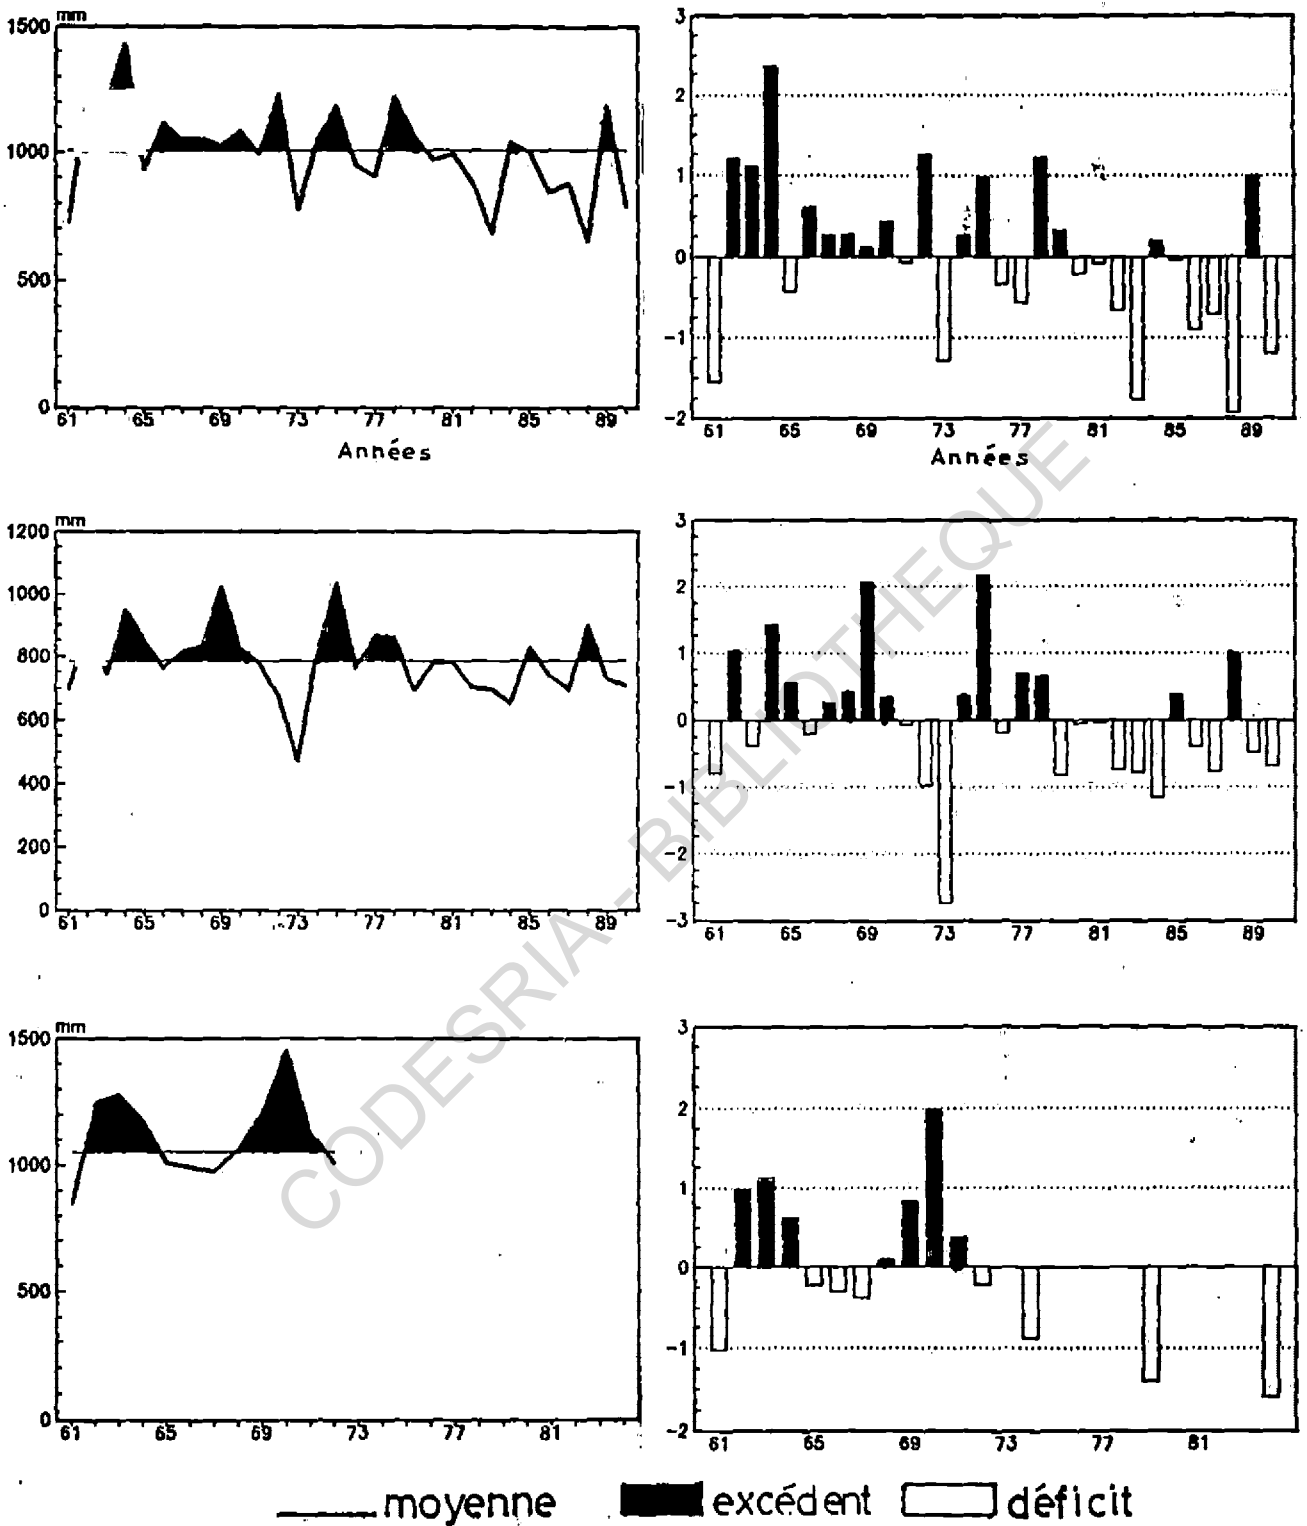 mm
1500
1000
500
0
61 65 69 73 77 81 85 89
Années
3
2
1
0
-1
-2
61 65 69 73 77 81 85 89
Années
mm
1200
1000
800
600
400
200
0
61 65 69 73 77 81 85 89
3
2
1
0
-1
-2
-3
61 65 69 73 77 81 85 89
mm
1500
1000
500
0
61 65 69 73 77 81
3
2
1
0
-1
-2
61 65 69 73 77 81
CODESRIA - BIBLIOTHEQUE
moyenne excédent déficit